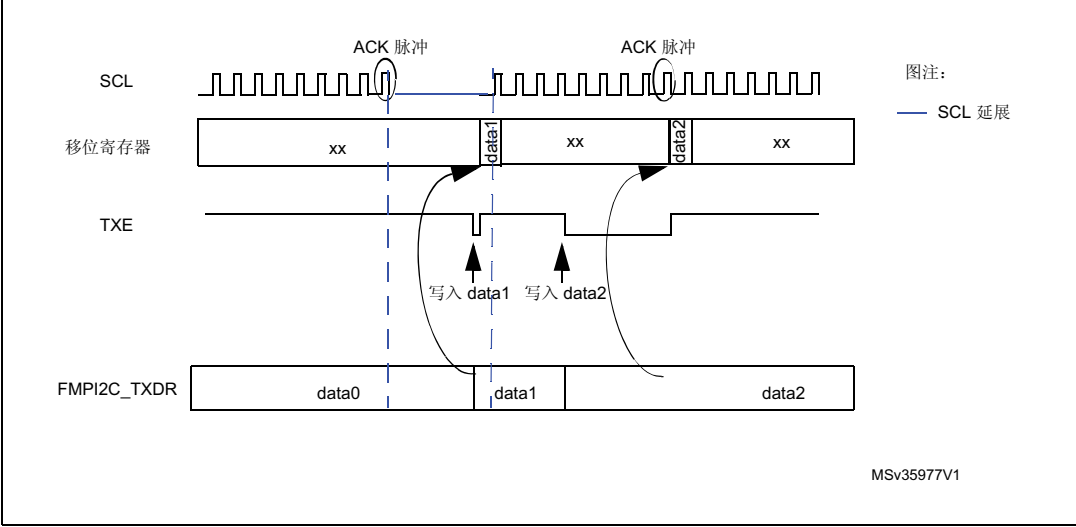 ACK 脉冲
ACK 脉冲
SCL
图注：
SCL 延展
移位寄存器
xx
data1
xx
data2
xx
TXE
写入 data1
写入 data2
FMPI2C_TXDR
data0
data1
data2
MSv35977V1